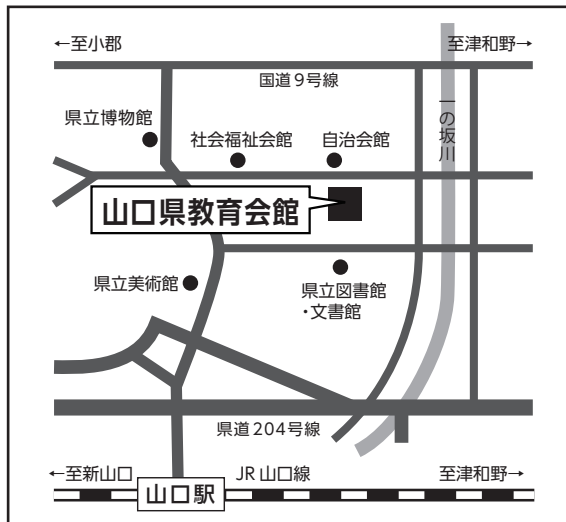 ←至小郡
至津和野→
国道9号線
一の坂川
県立博物館
社会福祉会館
自治会館
山口県教育会館
県立美術館
県立図書館
・文書館
県道204号線
←至新山口
JR山口線
至津和野→
山口駅